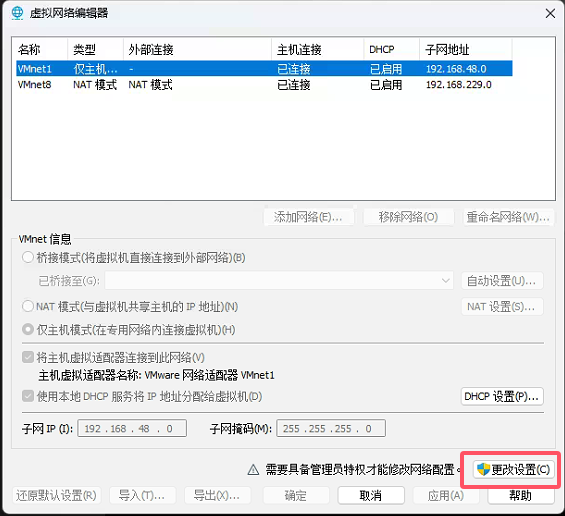 虚拟网络编辑器
名称 类型 外部连接 主机连接 DHCP 子网地址
VMnet1 仅主机... - 已连接 已启用 192.168.48.0
VMnet8 NAT 模式 NAT 模式 已连接 已启用 192.168.229.0
添加网络(E)... 移除网络(O) 重命名网络(W)...
VMnet 信息
桥接模式(将虚拟机直接连接到外部网络)(B)
已桥接至(G): 自动设置(U)...
NAT 模式(与虚拟机共享主机的 IP 地址)(N) NAT 设置(S)...
仅主机模式(在专用网络内连接虚拟机)(H)
将主机虚拟适配器连接到此网络(V)
主机虚拟适配器名称: VMware 网络适配器 VMnet1
使用本地 DHCP 服务将 IP 地址分配给虚拟机(D) DHCP 设置(P)...
子网 IP (I): 192 . 168 . 48 . 0 子网掩码(M): 255 . 255 . 255 . 0
需要具备管理员特权才能修改网络配置。 更改设置(C)
还原默认设置(R) 导入(T)... 导出(X)... 确定 取消 应用(A) 帮助